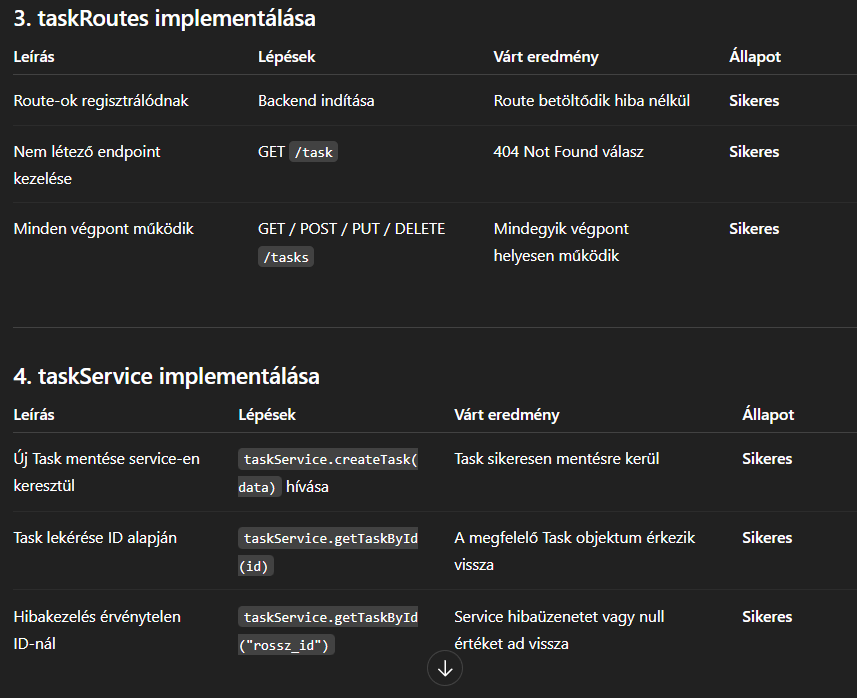 3. taskRoutes implementálása
Leírás Lépések Várt eredmény Állapot
Route-ok regisztrálódnak Backend indítása Route betöltődik hiba nélkül Sikeres
Nem létező endpoint GET /task 404 Not Found válasz Sikeres
kezelése
Minden végpont működik GET / POST / PUT / DELETE Mindegyik végpont Sikeres
/tasks helyesen működik
4. taskService implementálása
Leírás Lépések Várt eredmény Állapot
Új Task mentése service-en taskService.createTask( Task sikeresen mentésre kerül Sikeres
keresztül data) hívása
Task lekérése ID alapján taskService.getTaskById A megfelelő Task objektum érkezik Sikeres
(id) vissza
Hibakezelés érvénytelen taskService.getTaskById Service hibaüzenetet vagy null Sikeres
ID-nál ("rossz_id") értéket ad vissza